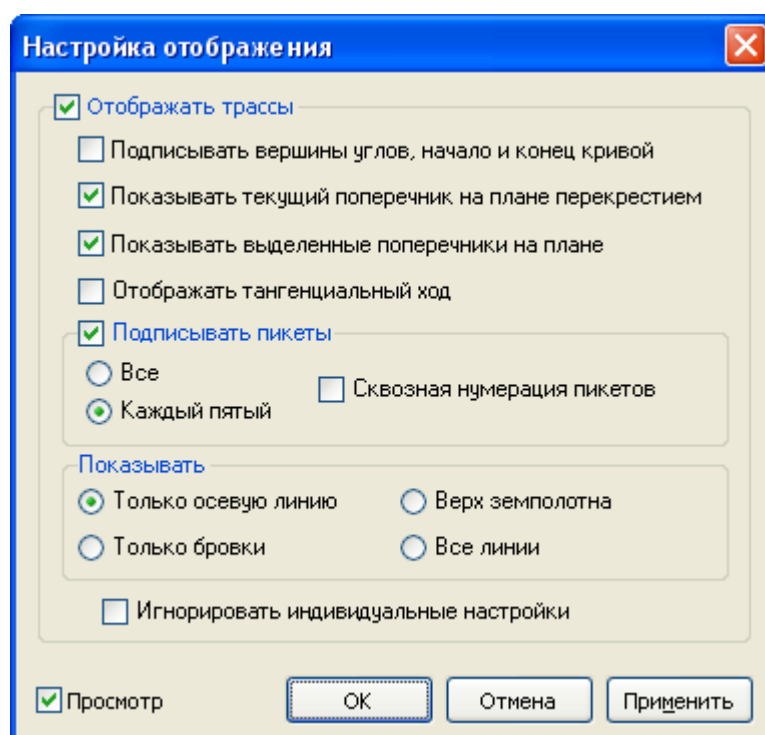 Настройка отображения
Отображать трассы
Подписывать вершины углов, начало и конец кривой
Показывать текущий поперечник на плане перекрестием
Показывать выделенные поперечники на плане
Отображать тангенциальный ход
Подписывать пикеты
Все
Каждый пятый
Сквозная нумерация пикетов
Показывать
Только осевую линию
Верх земполотна
Только бровки
Все линии
Игнорировать индивидуальные настройки
Просмотр
OK
Отмена
Применить